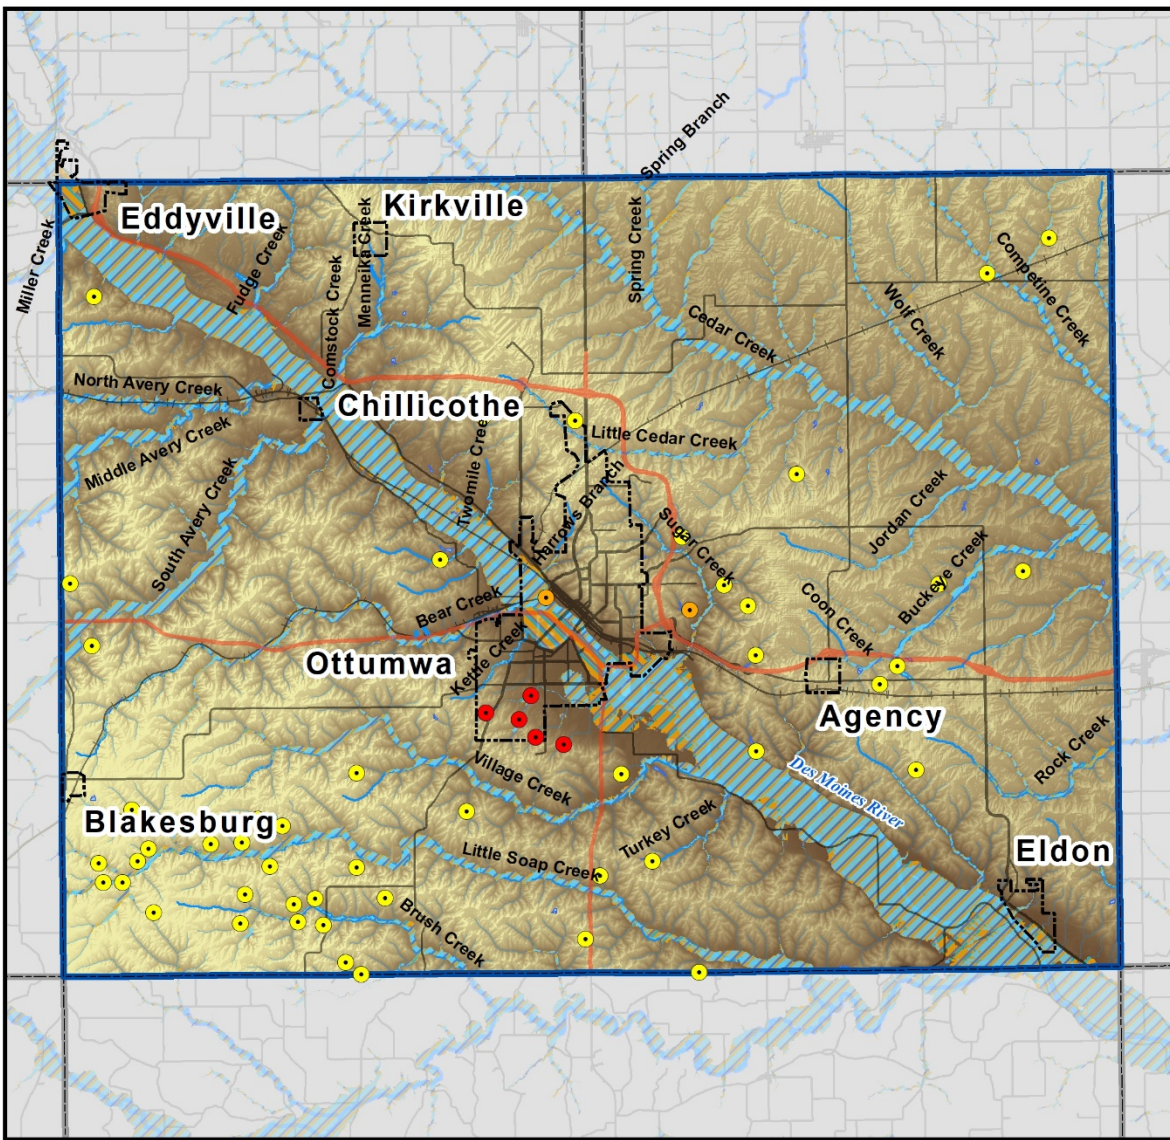 Spring Branch
Kirkville
Eddyville
Miller Creek
Fudge Creek
Comstock Creek
Menneika Creek
Spring Creek
Competine Creek
Wolf Creek
Cedar Creek
North Avery Creek
Chillicothe
Middle Avery Creek
South Avery Creek
Twomile Creek
Little Cedar Creek
Harrows Branch
Sugar Creek
Jordan Creek
Buckeye Creek
Coon Creek
Bear Creek
Ottumwa
Kettle Creek
Agency
Rock Creek
Village Creek
Des Moines River
Blakesburg
Turkey Creek
Little Soap Creek
Eldon
Brush Creek